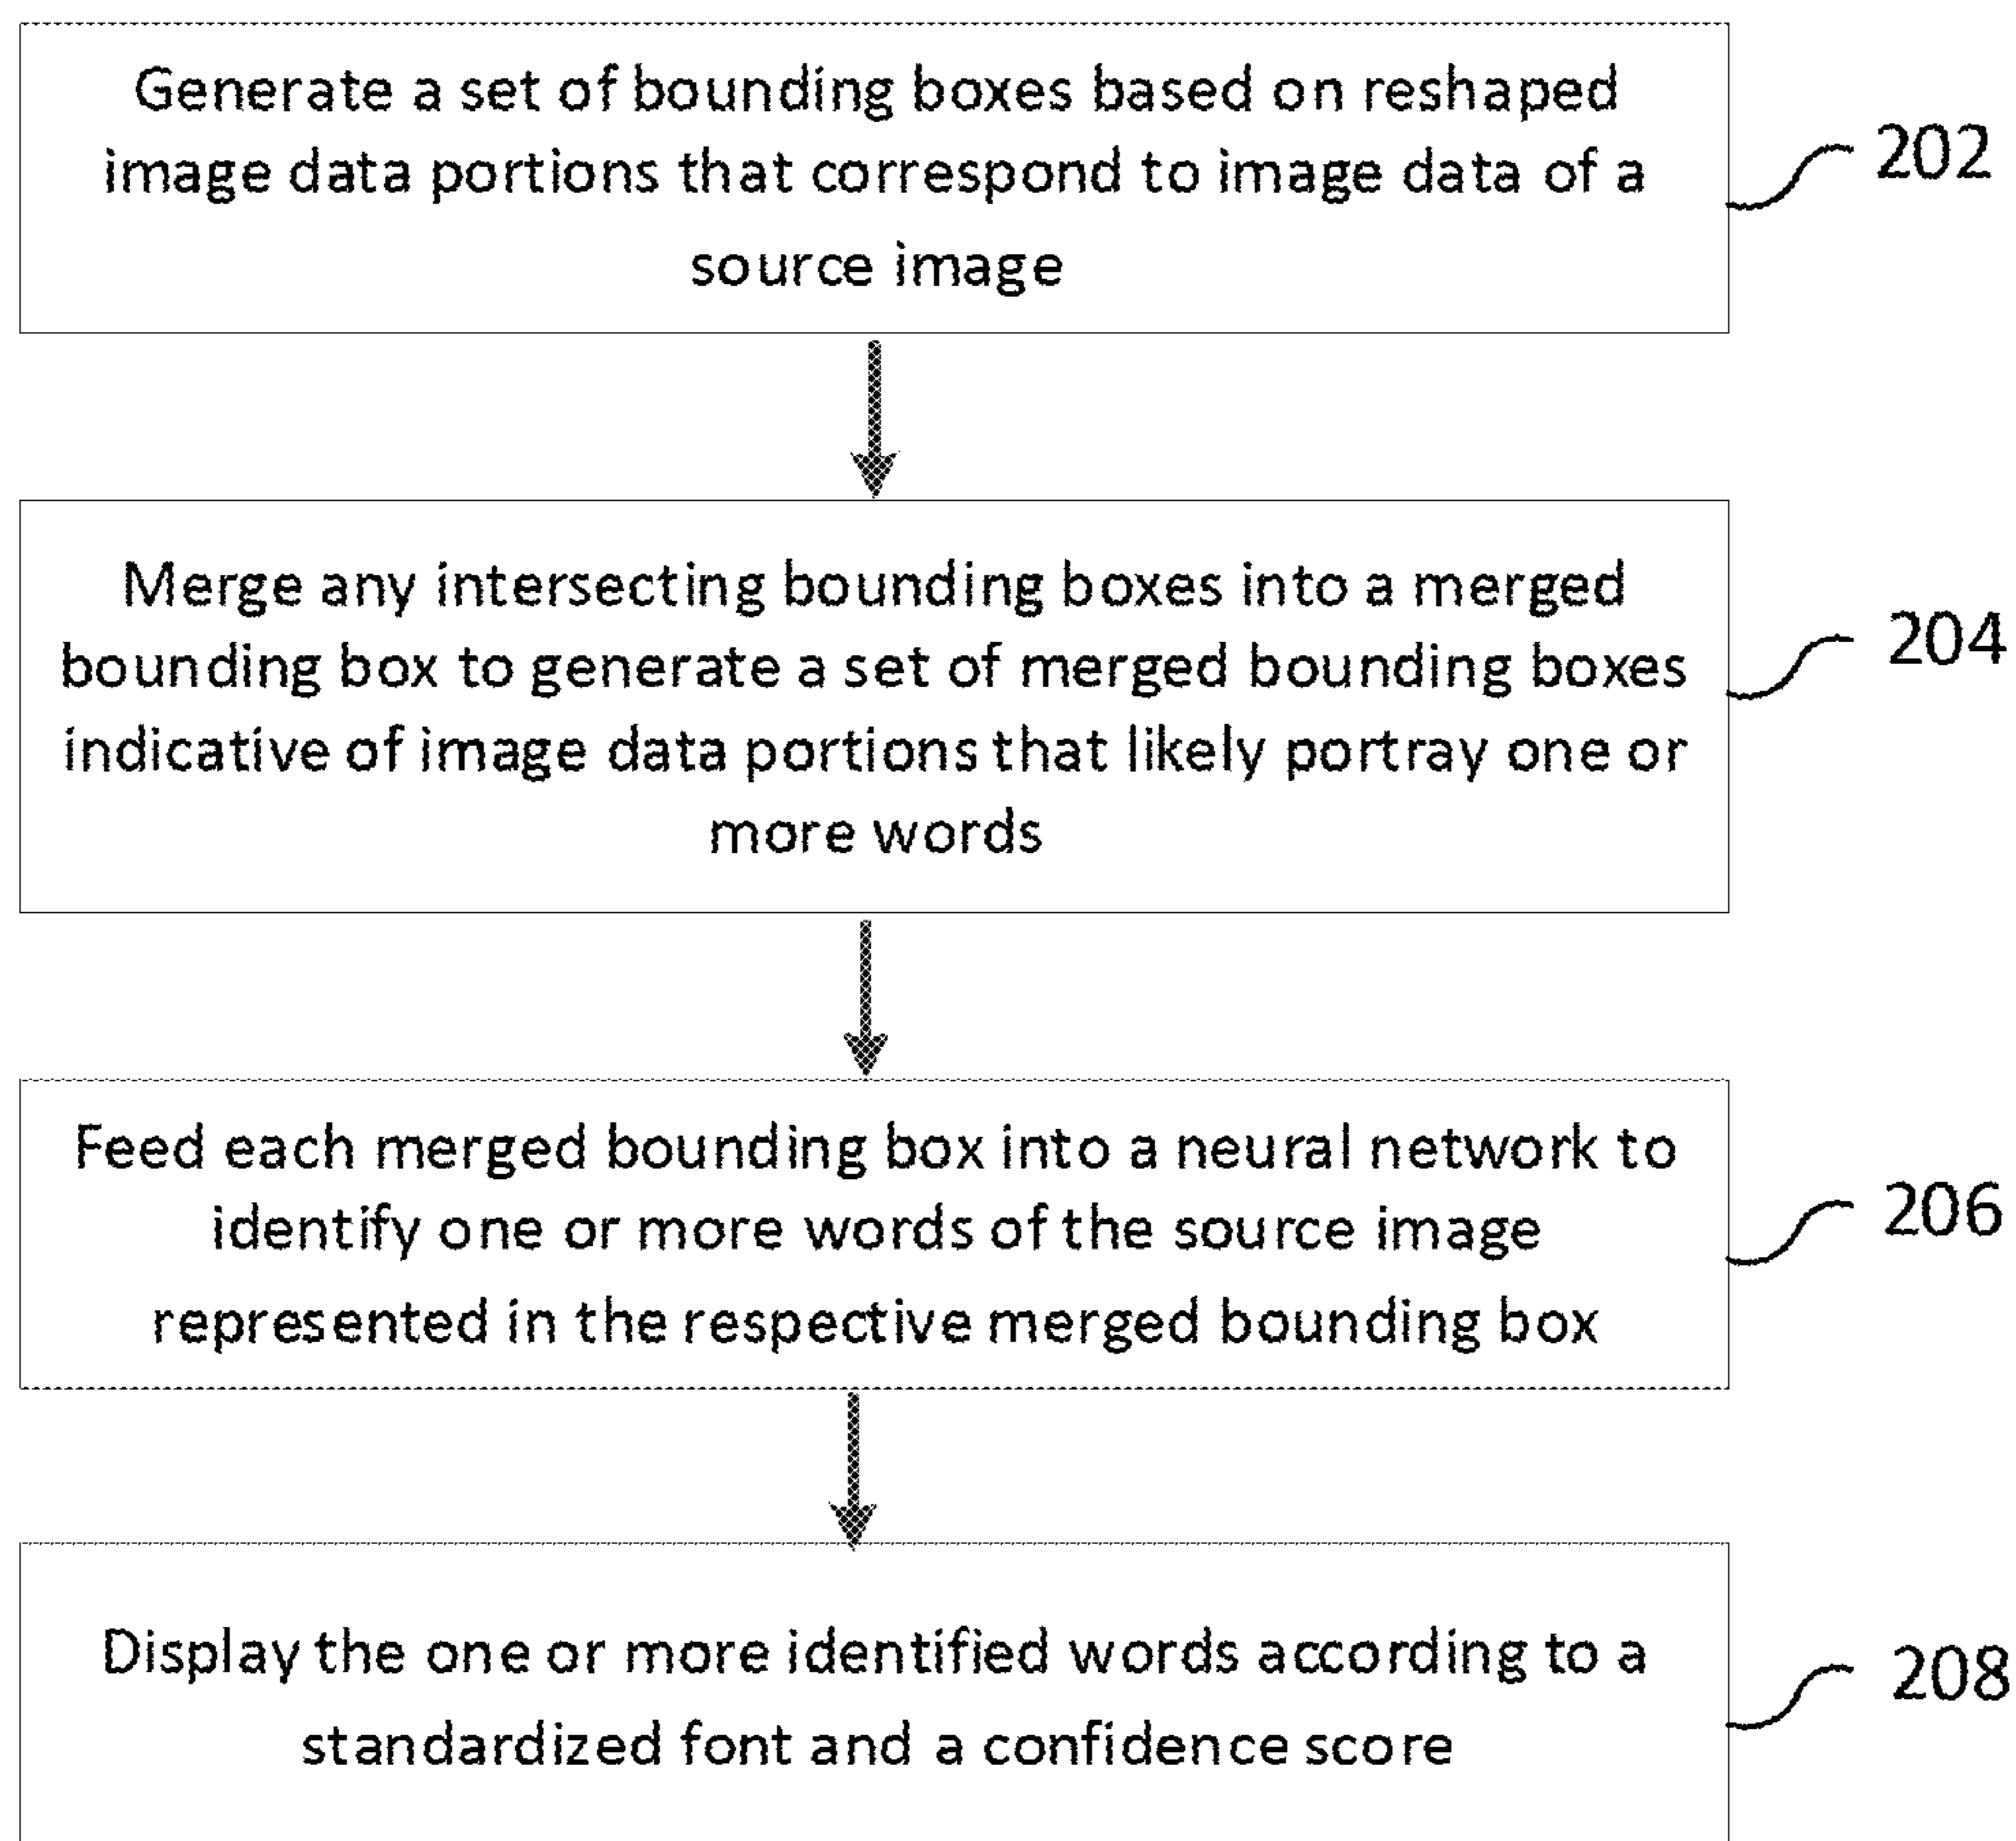 Generate a set of bounding boxes based on reshaped
image data portions that correspond to image data of a
source image
202
Merge any intersecting bounding boxes into a merged
bounding box to generate a set of merged bounding boxes
indicative of image data portions that likely portray one or
more words
204
Feed each merged bounding box into a neural network to
identify one or more words of the source image
represented in the respective merged bounding box
206
Display the one or more identified words according to a
standardized font and a confidence score
208